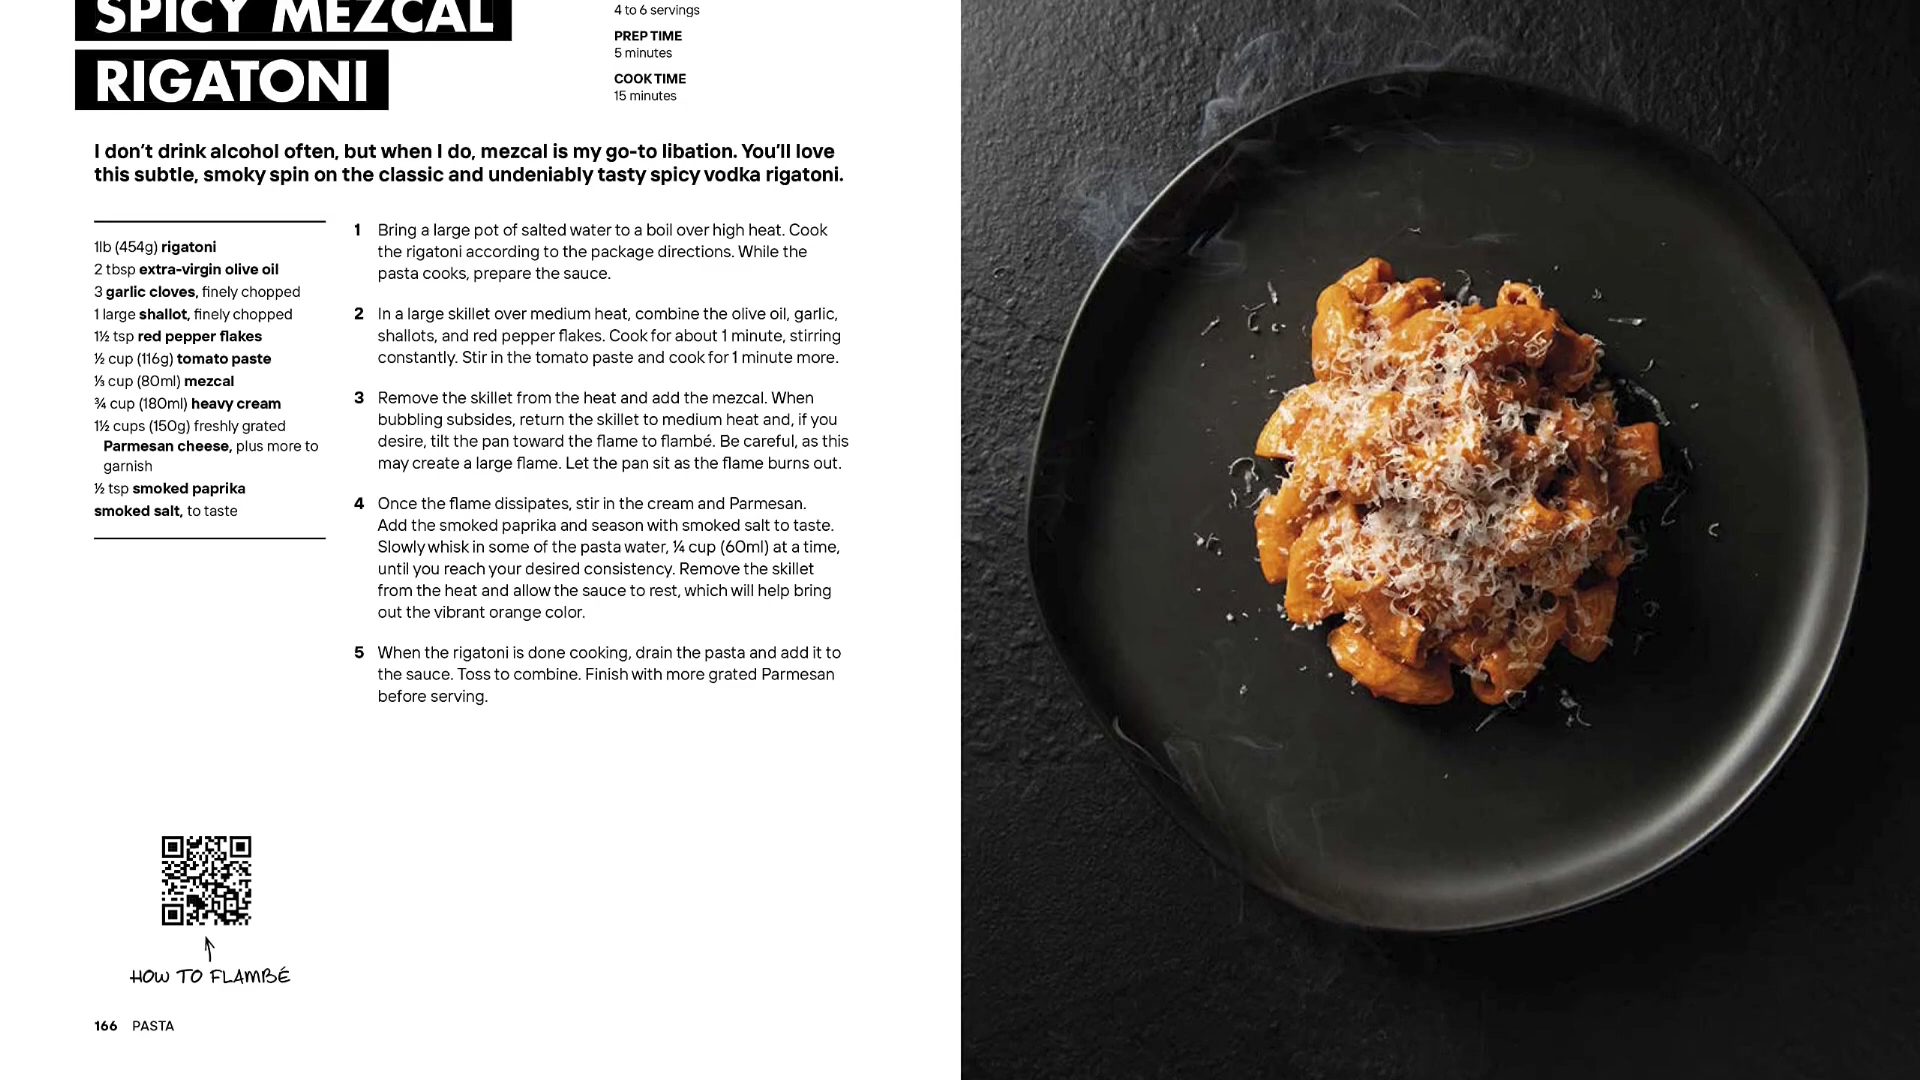 SPICY MEZCAL
RIGATONI
4 to 6 servings
PREP TIME
5 minutes
COOK TIME
15 minutes
I don't drink alcohol often, but when I do, mezcal is my go-to libation. You'll love
this subtle, smoky spin on the classic and undeniably tasty spicy vodka rigatoni.
1lb (454g) rigatoni
2 tbsp extra-virgin olive oil
3 garlic cloves, finely chopped
1 large shallot, finely chopped
1½ tsp red pepper flakes
½ cup (116g) tomato paste
⅓ cup (80ml) mezcal
¾ cup (180ml) heavy cream
1½ cups (150g) freshly grated
Parmesan cheese, plus more to
garnish
½ tsp smoked paprika
smoked salt, to taste
1 Bring a large pot of salted water to a boil over high heat. Cook
the rigatoni according to the package directions. While the
pasta cooks, prepare the sauce.
2 In a large skillet over medium heat, combine the olive oil, garlic,
shallots, and red pepper flakes. Cook for about 1 minute, stirring
constantly. Stir in the tomato paste and cook for 1 minute more.
3 Remove the skillet from the heat and add the mezcal. When
bubbling subsides, return the skillet to medium heat and, if you
desire, tilt the pan toward the flame to flambé. Be careful, as this
may create a large flame. Let the pan sit as the flame burns out.
4 Once the flame dissipates, stir in the cream and Parmesan.
Add the smoked paprika and season with smoked salt to taste.
Slowly whisk in some of the pasta water, ¼ cup (60ml) at a time,
until you reach your desired consistency. Remove the skillet
from the heat and allow the sauce to rest, which will help bring
out the vibrant orange color.
5 When the rigatoni is done cooking, drain the pasta and add it to
the sauce. Toss to combine. Finish with more grated Parmesan
before serving.
HOW TO FLAMBÉ
166 PASTA